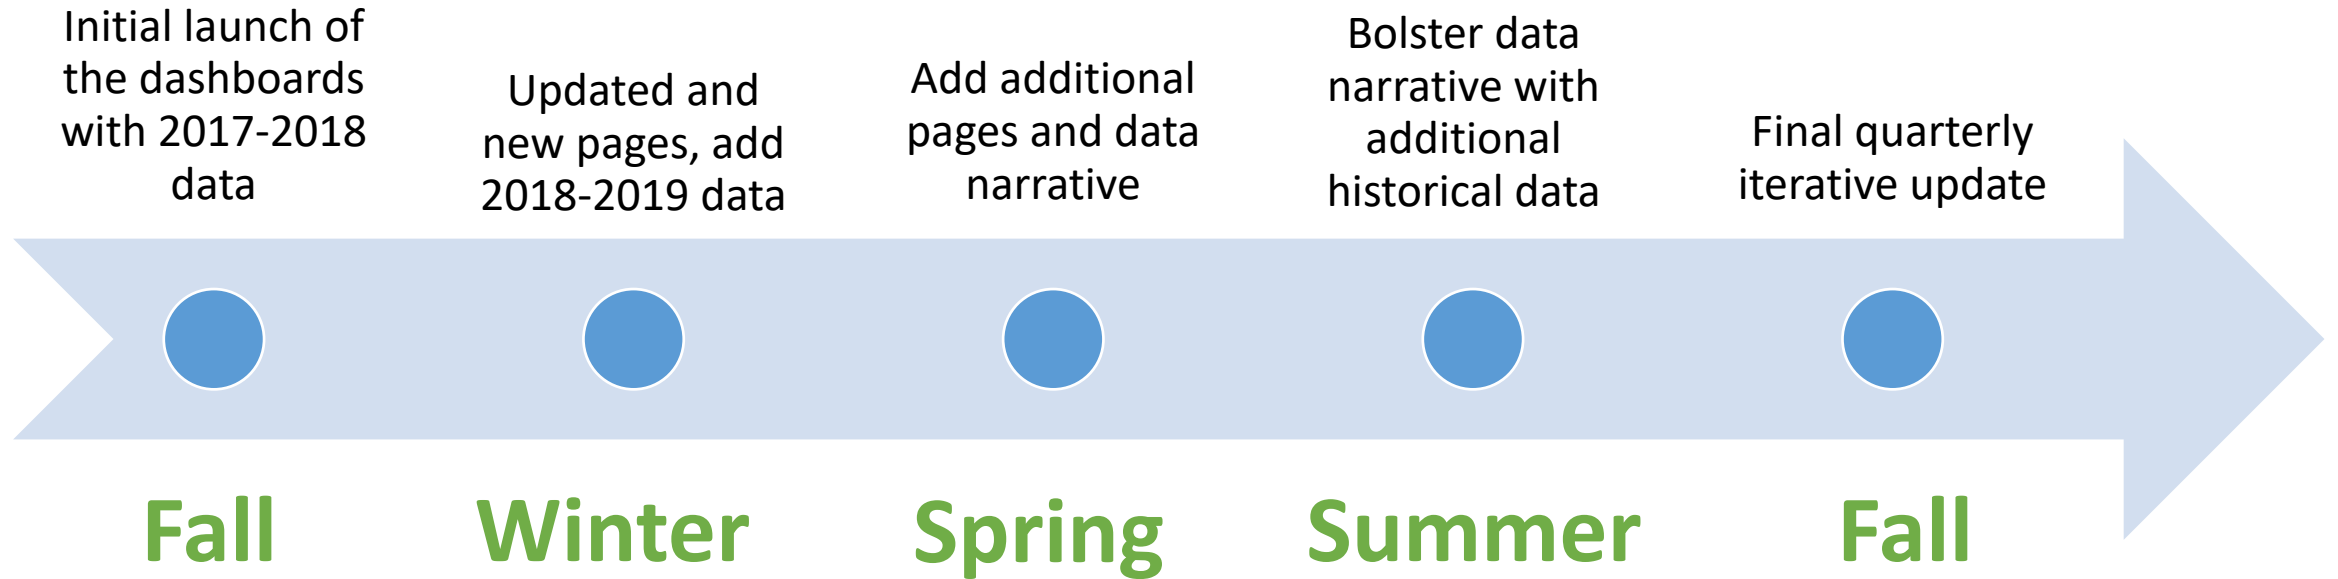 Initial launch of
the dashboards
with 2017-2018
data
Updated and
new pages, add
2018-2019 data
Add additional
pages and data
narrative
Bolster data
narrative with
additional
historical data
Final quarterly
iterative update
Fall
Winter
Spring
Summer
Fall